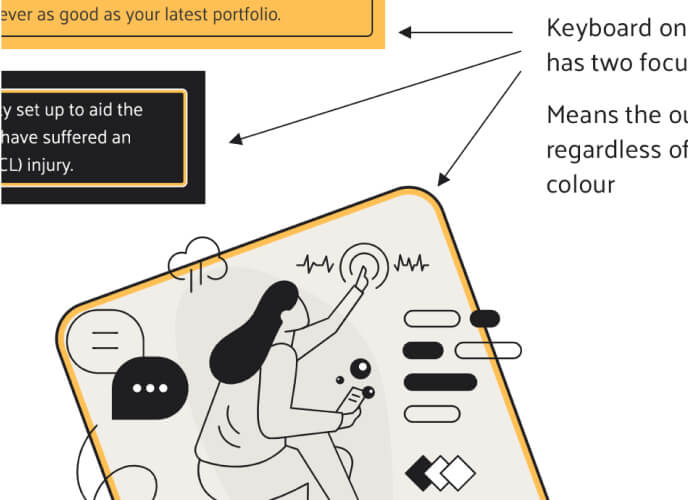 ever as good as your latest portfolio.
set up to aid the
have suffered an
CL) injury.
Keyboard on
has two focu
Means the ou
regardless of
colour